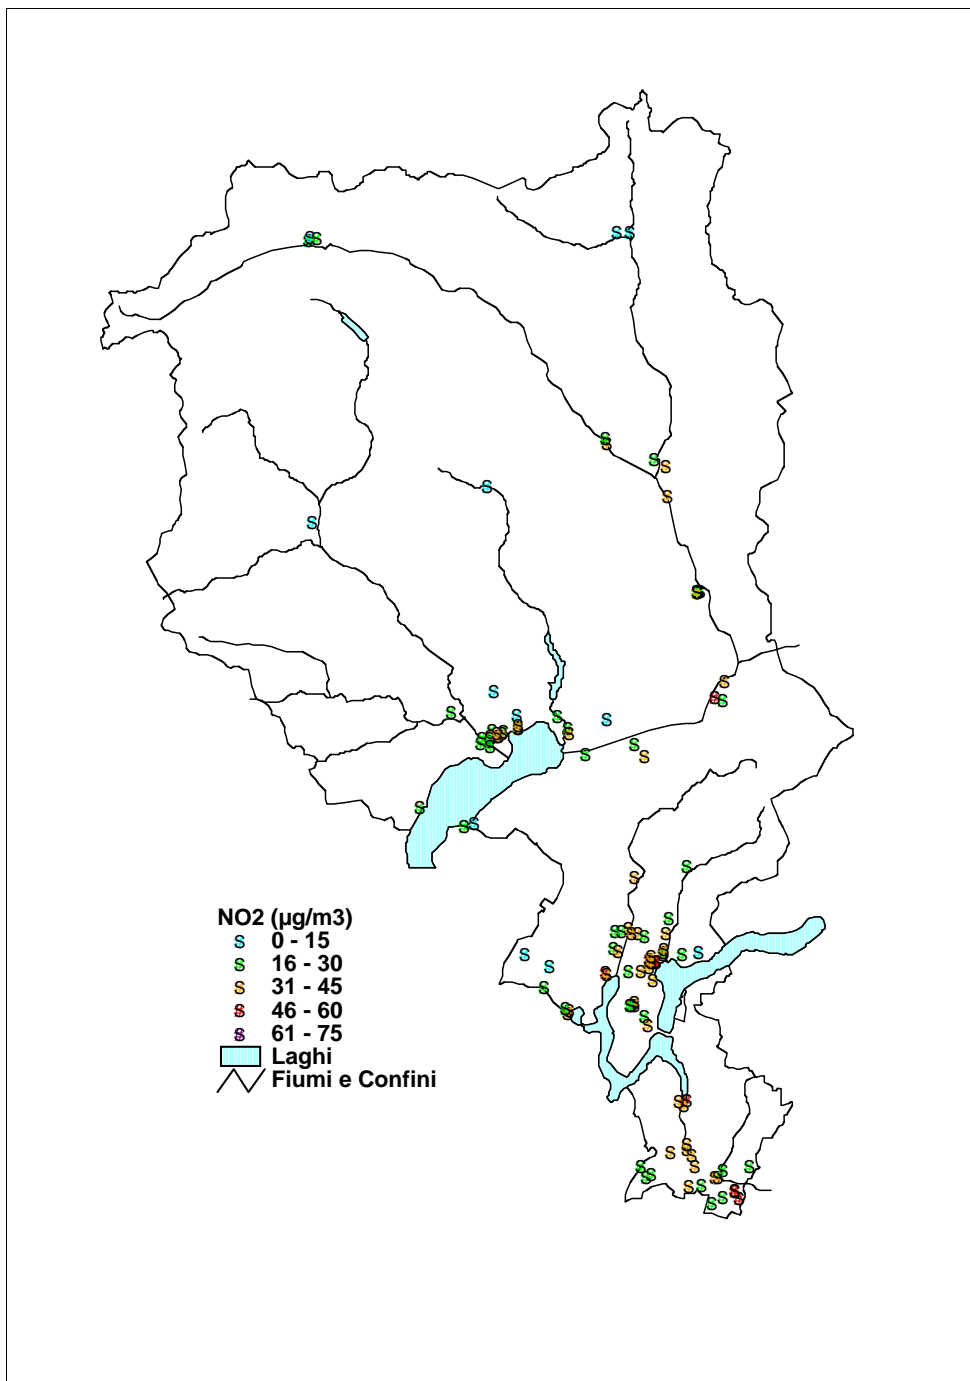 NO2 (µg/m3)
S 0 - 15
S 16 - 30
S 31 - 45
S 46 - 60
S 61 - 75
Laghi
Fiumi e Confini